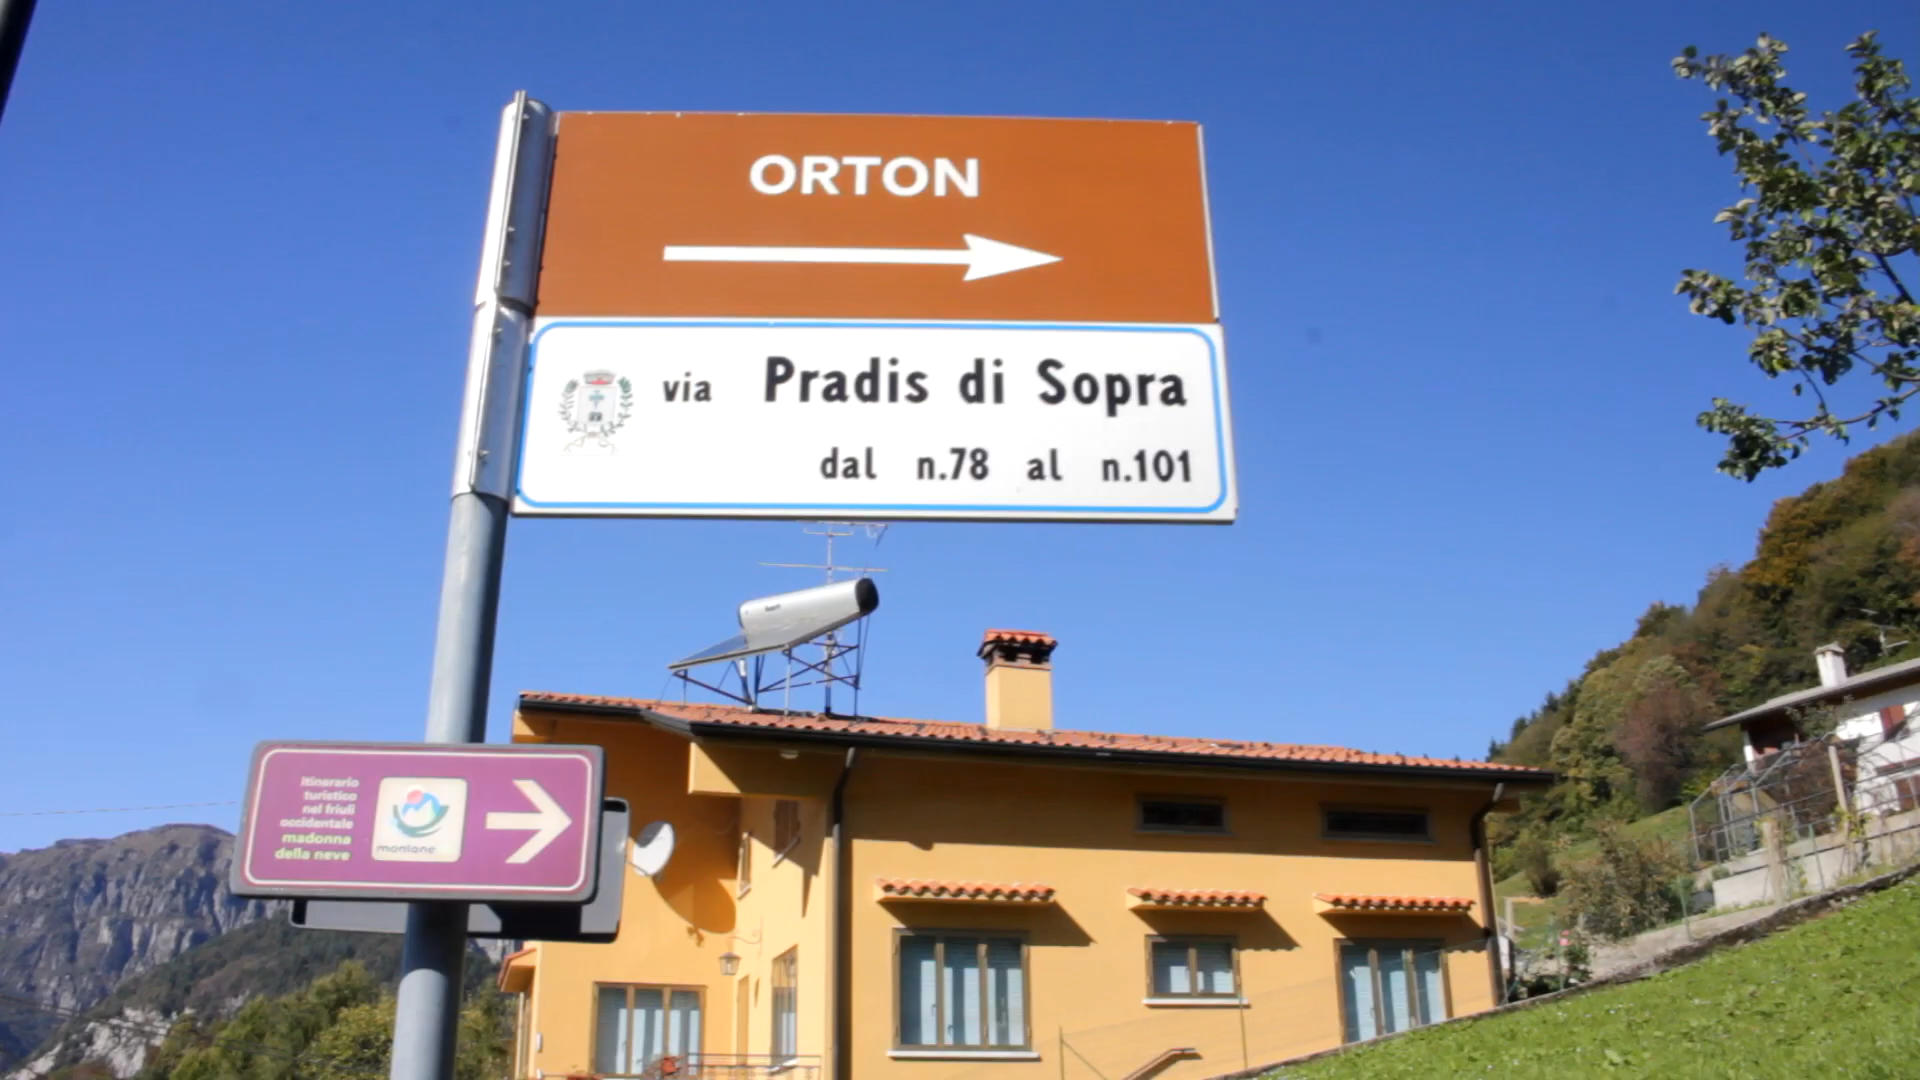 ORTON
via Pradis di Sopra
dal n.78 al n.101
itinerario
turistico
nel friuli
occidentale
madonna
della neve
montane